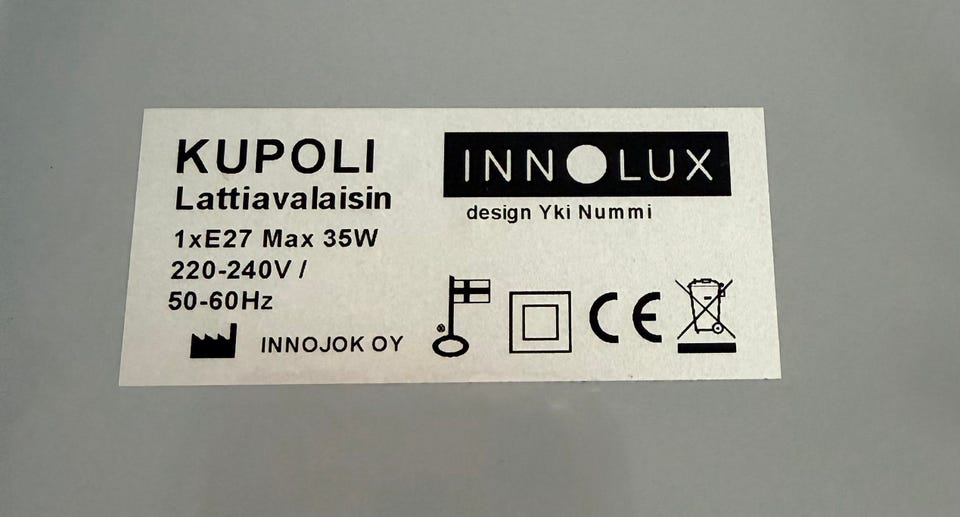 KUPOLI
Lattiavalaisin
1xE27 Max 35W
220-240V /
50-60Hz
INNOJOK OY
INNOLUX
design Yki Nummi
®
CE